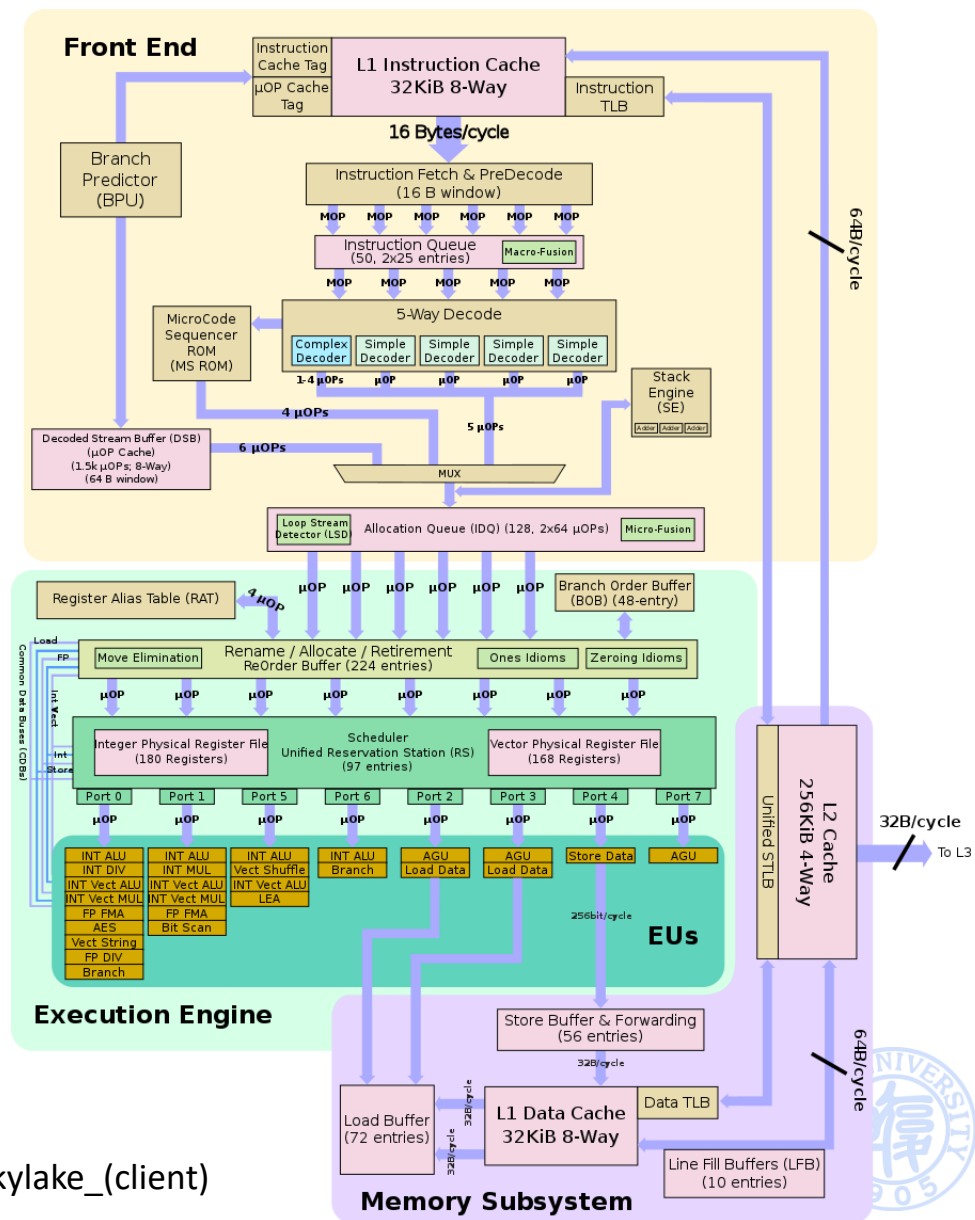 Front End
Instruction
Cache Tag
µOP Cache
Tag
L1 Instruction Cache
32KiB 8-Way
Instruction
TLB
16 Bytes/cycle
Branch
Predictor
(BPU)
Instruction Fetch & PreDecode
(16 B window)
MOP MOP MOP MOP MOP MOP
Instruction Queue
(50, 2x25 entries)
Macro-Fusion
MOP MOP MOP MOP MOP
64B/cycle
MicroCode
Sequencer
ROM
(MS ROM)
5-Way Decode
Complex
Decoder
Simple
Decoder
Simple
Decoder
Simple
Decoder
Simple
Decoder
1-4 µOPs µOP µOP µOP µOP
Stack
Engine
(SE)
Adder Adder Adder
4 µOPs
5 µOPs
Decoded Stream Buffer (DSB)
(µOP Cache)
(1.5k µOPs; 8-Way)
(64 B window)
6 µOPs
MUX
Loop Stream
Detector (LSD)
Allocation Queue (IDQ) (128, 2x64 µOPs)
Micro-Fusion
µOP µOP µOP µOP µOP µOP
Register Alias Table (RAT)
4 µOP
Branch Order Buffer
(BOB) (48-entry)
Common Data Buses (CDBs)
Load
FP
Int Vect
Int
Store
Move Elimination
Rename / Allocate / Retirement
ReOrder Buffer (224 entries)
Ones Idioms
Zeroing Idioms
µOP µOP µOP µOP µOP µOP µOP µOP
Integer Physical Register File
(180 Registers)
Scheduler
Unified Reservation Station (RS)
(97 entries)
Vector Physical Register File
(168 Registers)
Port 0 Port 1 Port 5 Port 6 Port 2 Port 3 Port 4 Port 7
µOP µOP µOP µOP µOP µOP µOP µOP
INT ALU
INT DIV
INT Vect ALU
INT Vect MUL
FP FMA
AES
Vect String
FP DIV
Branch
INT ALU
INT MUL
INT Vect ALU
INT Vect MUL
FP FMA
Bit Scan
INT ALU
Vect Shuffle
INT Vect ALU
LEA
INT ALU
Branch
AGU
Load Data
AGU
Load Data
Store Data
AGU
256bit/cycle
EUs
Execution Engine
Unified STLB
L2 Cache
256KiB 4-Way
32B/cycle
To L3
Store Buffer & Forwarding
(56 entries)
32B/cycle
64B/cycle
Load Buffer
(72 entries)
32B/cycle
32B/cycle
L1 Data Cache
32KiB 8-Way
Data TLB
Line Fill Buffers (LFB)
(10 entries)
Memory Subsystem
kylake_(client)
UNIVERSITY
905